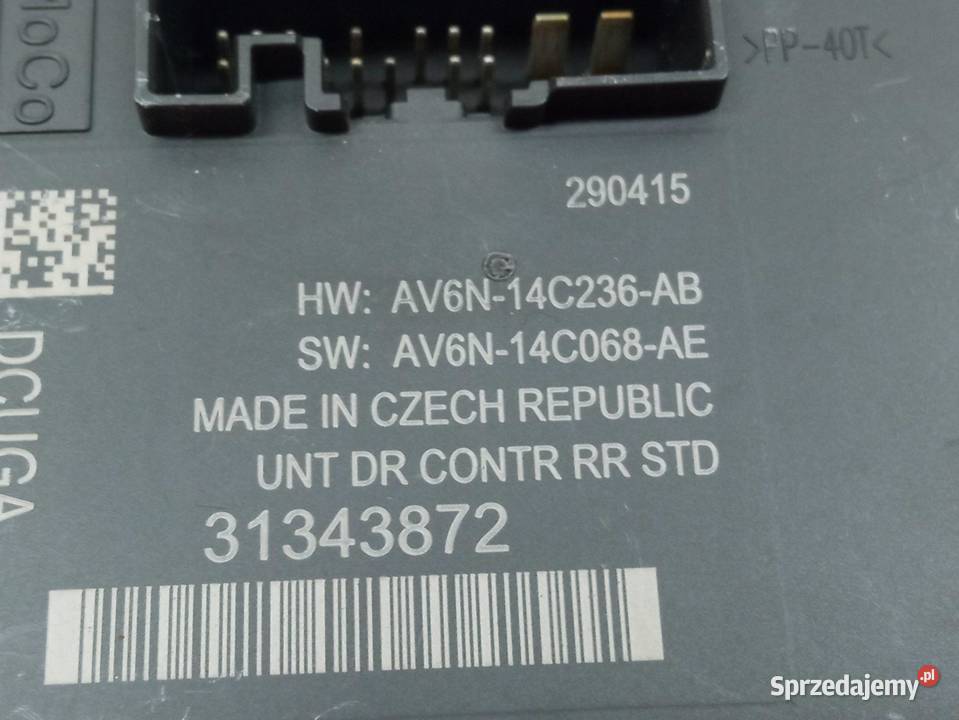 >PP-40T<
290415
HW: AV6N-14C236-AB
SW: AV6N-14C068-AE
MADE IN CZECH REPUBLIC
UNT DR CONTR RR STD
31343872
Sprzedajemy.pl